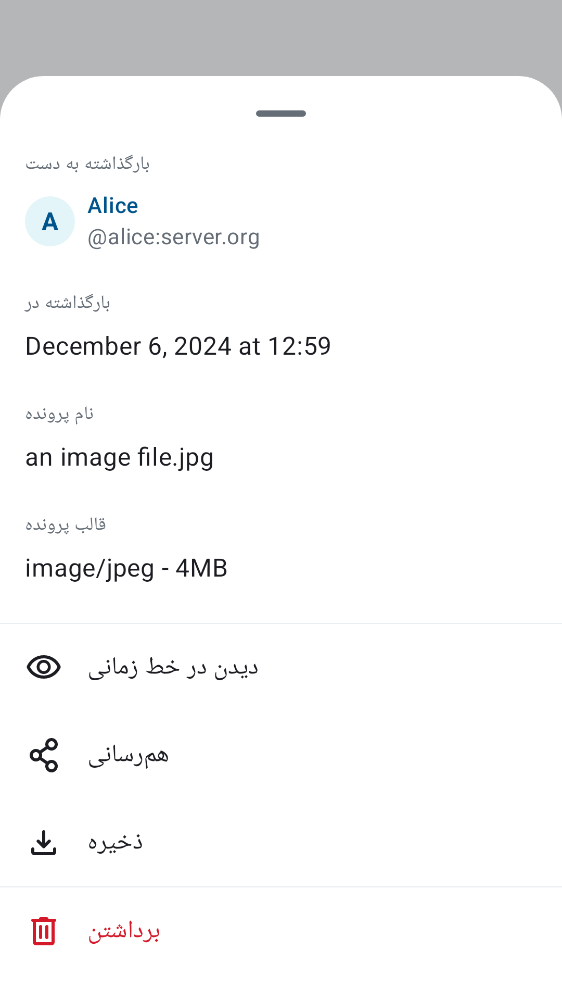 بارگذاشته به دست
A
Alice
@alice:server.org
بارگذاشته در
December 6, 2024 at 12:59
نام پرونده
an image file.jpg
قالب پرونده
image/jpeg - 4MB
دیدن در خط زمانی
هم‌رسانی
ذخیره
برداشتن